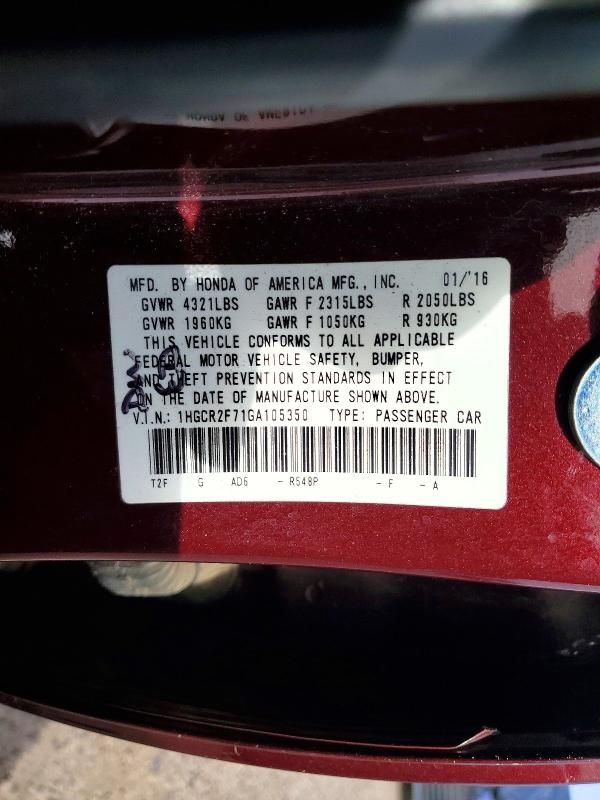 MFD. BY HONDA OF AMERICA MFG., INC. 01/'16
GVWR 4321LBS GAWR F 2315LBS R 2050LBS
GVWR 1960KG GAWR F 1050KG R 930KG
THIS VEHICLE CONFORMS TO ALL APPLICABLE
FEDERAL MOTOR VEHICLE SAFETY, BUMPER,
AND THEFT PREVENTION STANDARDS IN EFFECT
ON THE DATE OF MANUFACTURE SHOWN ABOVE.
V.I.N.: 1HGCR2F71GA105350 TYPE: PASSENGER CAR
T2F G AD6 - R548P - F - A